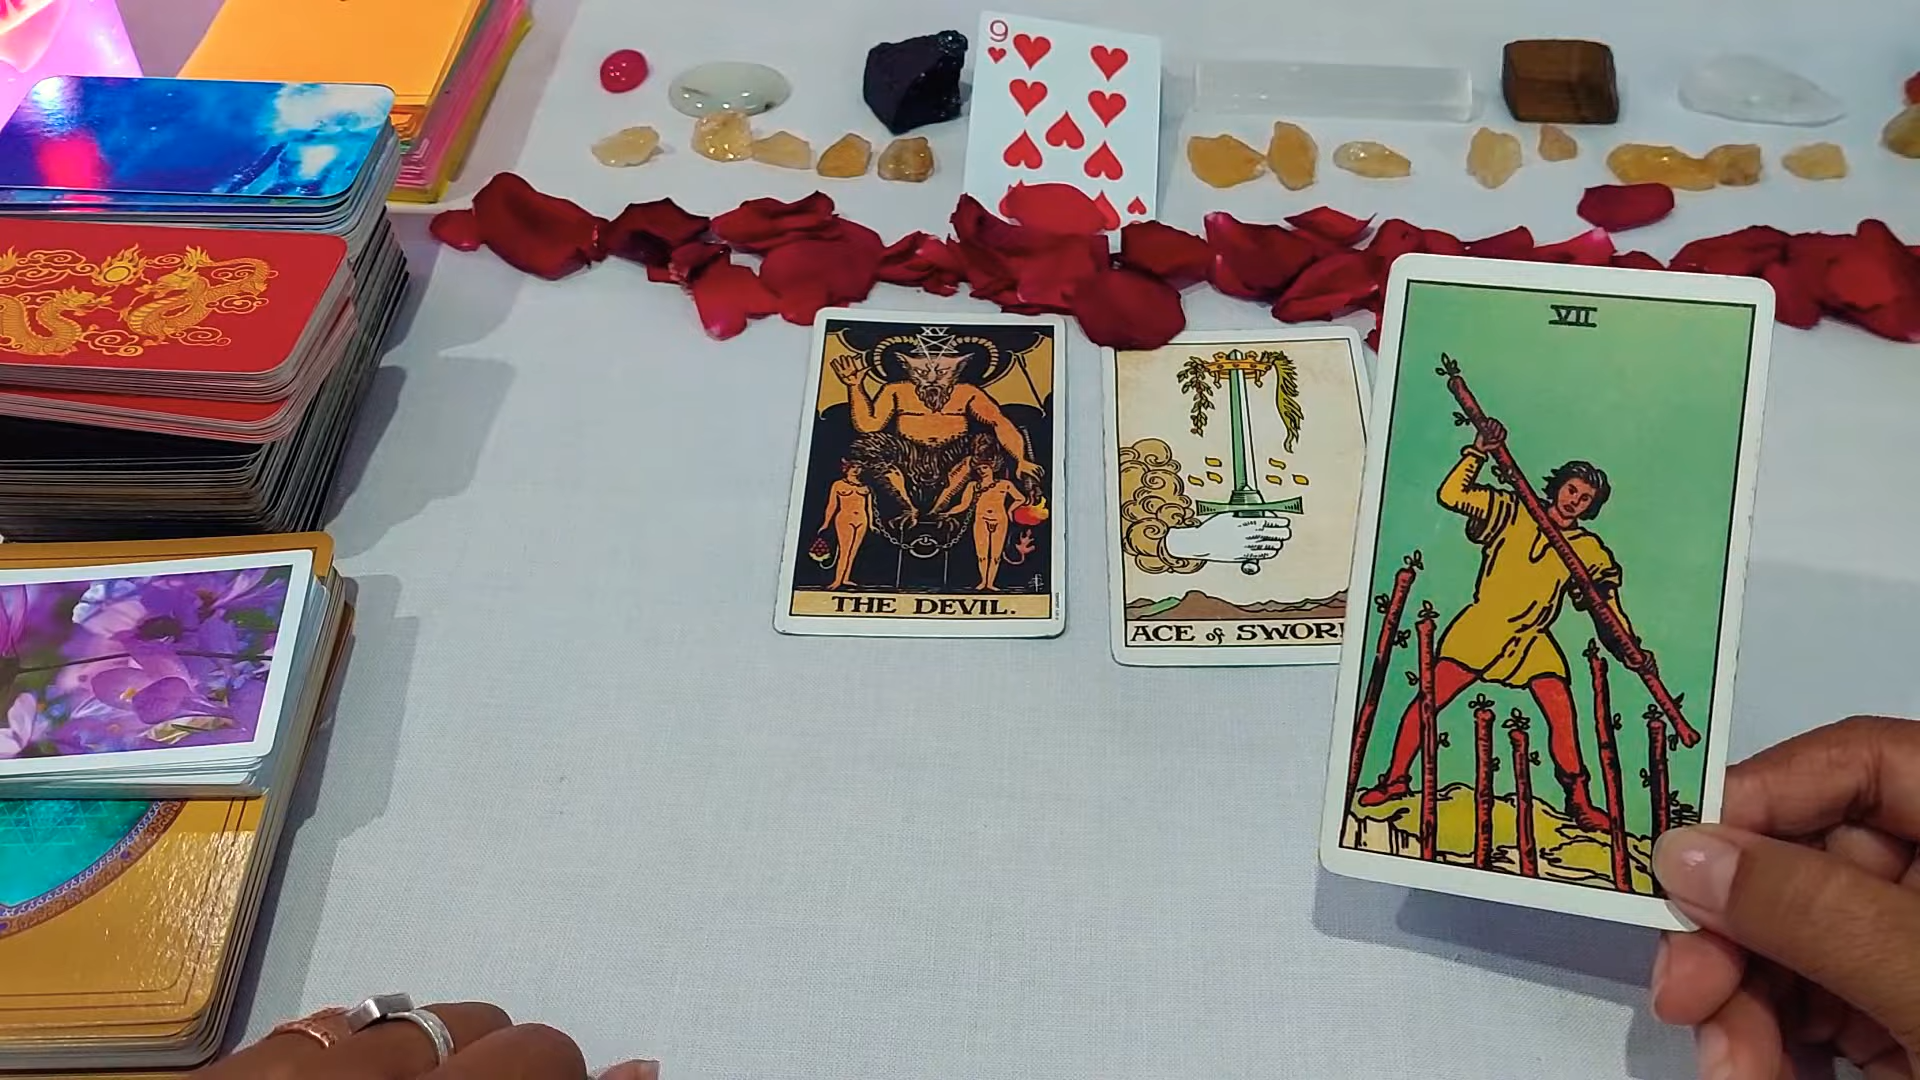 9
XV
THE DEVIL.
ACE of SWOR
VII